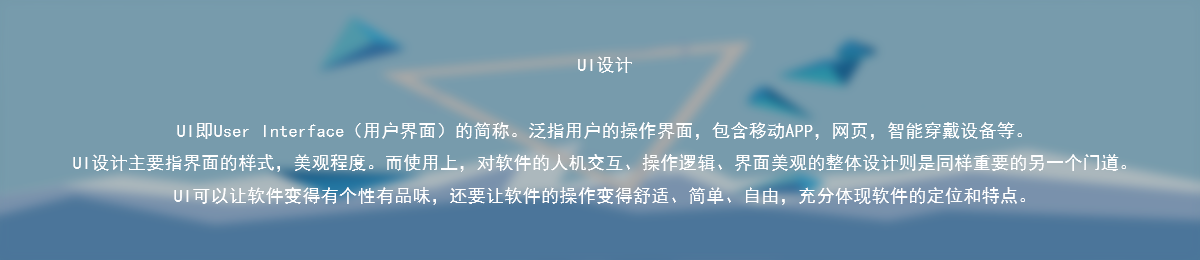 UI设计
UI即User Interface（用户界面）的简称。泛指用户的操作界面，包含移动APP，网页，智能穿戴设备等。
UI设计主要指界面的样式，美观程度。而使用上，对软件的人机交互、操作逻辑、界面美观的整体设计则是同样重要的另一个门道。
UI可以让软件变得有个性有品味，还要让软件的操作变得舒适、简单、自由，充分体现软件的定位和特点。